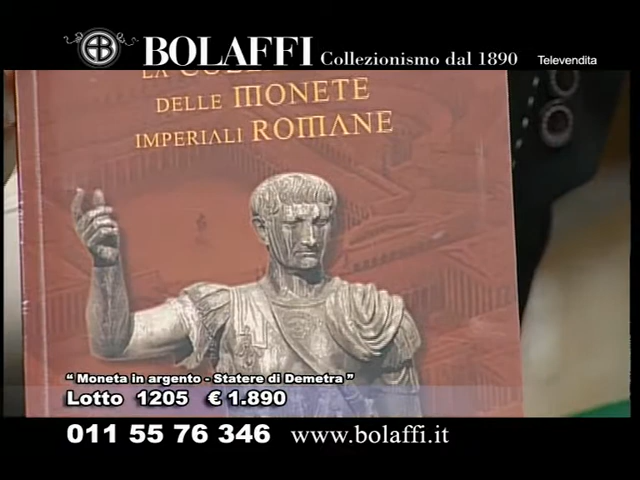 BOLAFFI Collezionismo dal 1890 Televendita
LA
DELLE MONETE
IMPERIALI ROMANE
" Moneta in argento - Statere di Demetra "
Lotto 1205 € 1.890
011 55 76 346 www.bolaffi.it